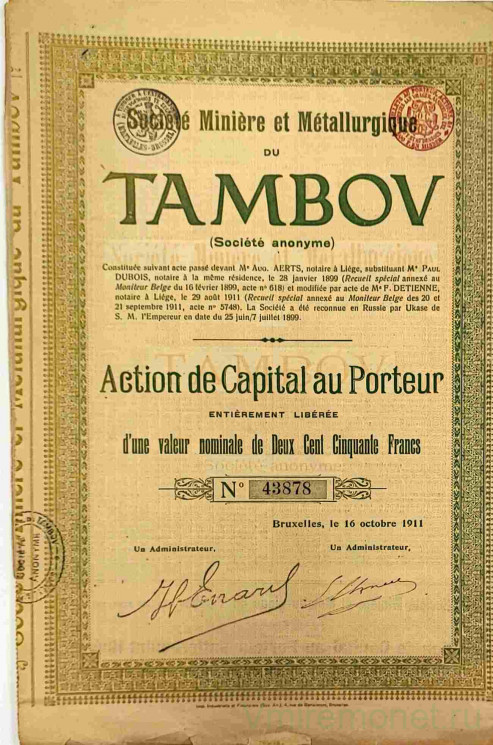 Société Minière et Métallurgique
DU
TAMBOV
(Société anonyme)
Constituée suivant acte passé devant Me Aug. AERTS, notaire à Liége, substituant Me Paul
DUBOIS, notaire à la même résidence, le 28 janvier 1899 (Recueil spécial annexé au
Moniteur Belge du 16 février 1899, acte no 618) et modifiée par acte de Me F. DETIENNE,
notaire à Liége, le 29 août 1911 (Recueil spécial annexé au Moniteur Belge des 20 et
21 septembre 1911, acte no 5748). La Société a été reconnue en Russie par Ukase de
S. M. l'Empereur en date du 25 juin/7 juillet 1899.
Action de Capital au Porteur
ENTIÈREMENT LIBÉRÉE
d'une valeur nominale de Deux Cent Cinquante Francs
No 43878
Bruxelles, le 16 octobre 1911
Un Administrateur,
Un Administrateur,